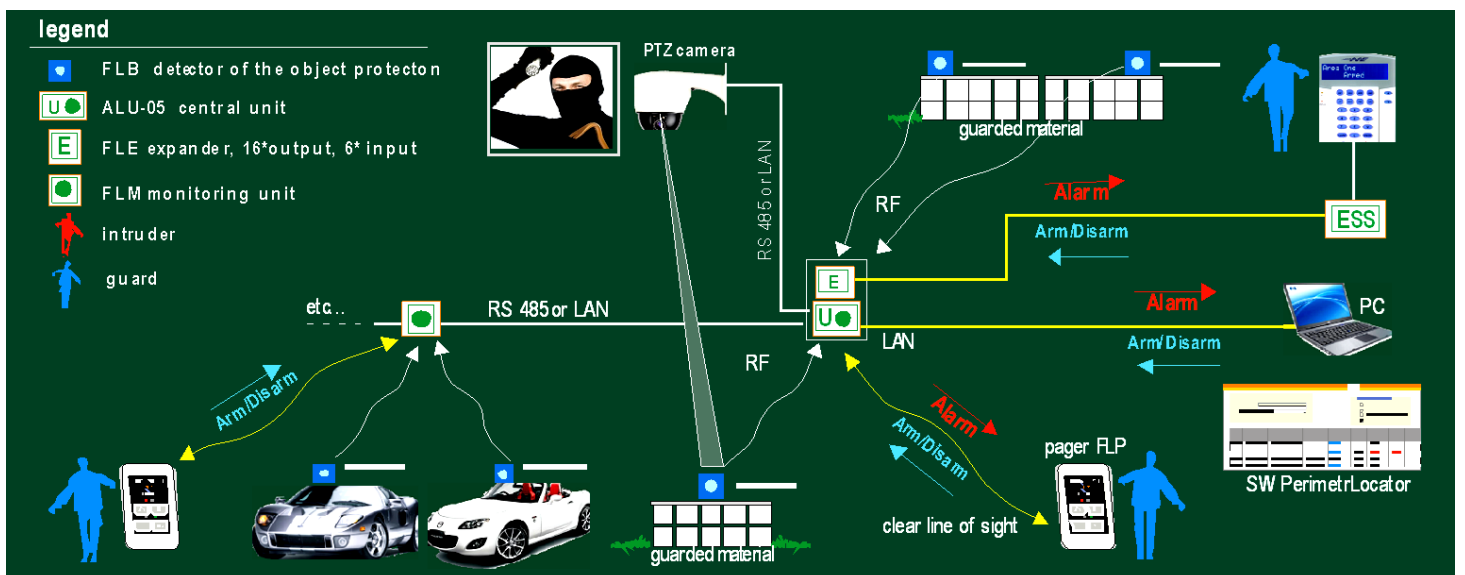 legend
FLB detector of the object protecton
U
ALU-05 central unit
E
FLE expander, 16*output, 6* input
FLM monitoring unit
intruder
guard
PTZ camera
RS 485 or LAN
guarded material
Area One
Armed
RF
Alarm
Arm/Disarm
ESS
E
U
LAN
Alarm
Arm/Disarm
PC
etc...
RS 485 or LAN
RF
Arm/Disarm
Alarm
Arm/Disarm
pager FLP
clear line of sight
SW PerimetrLocator
guarded material